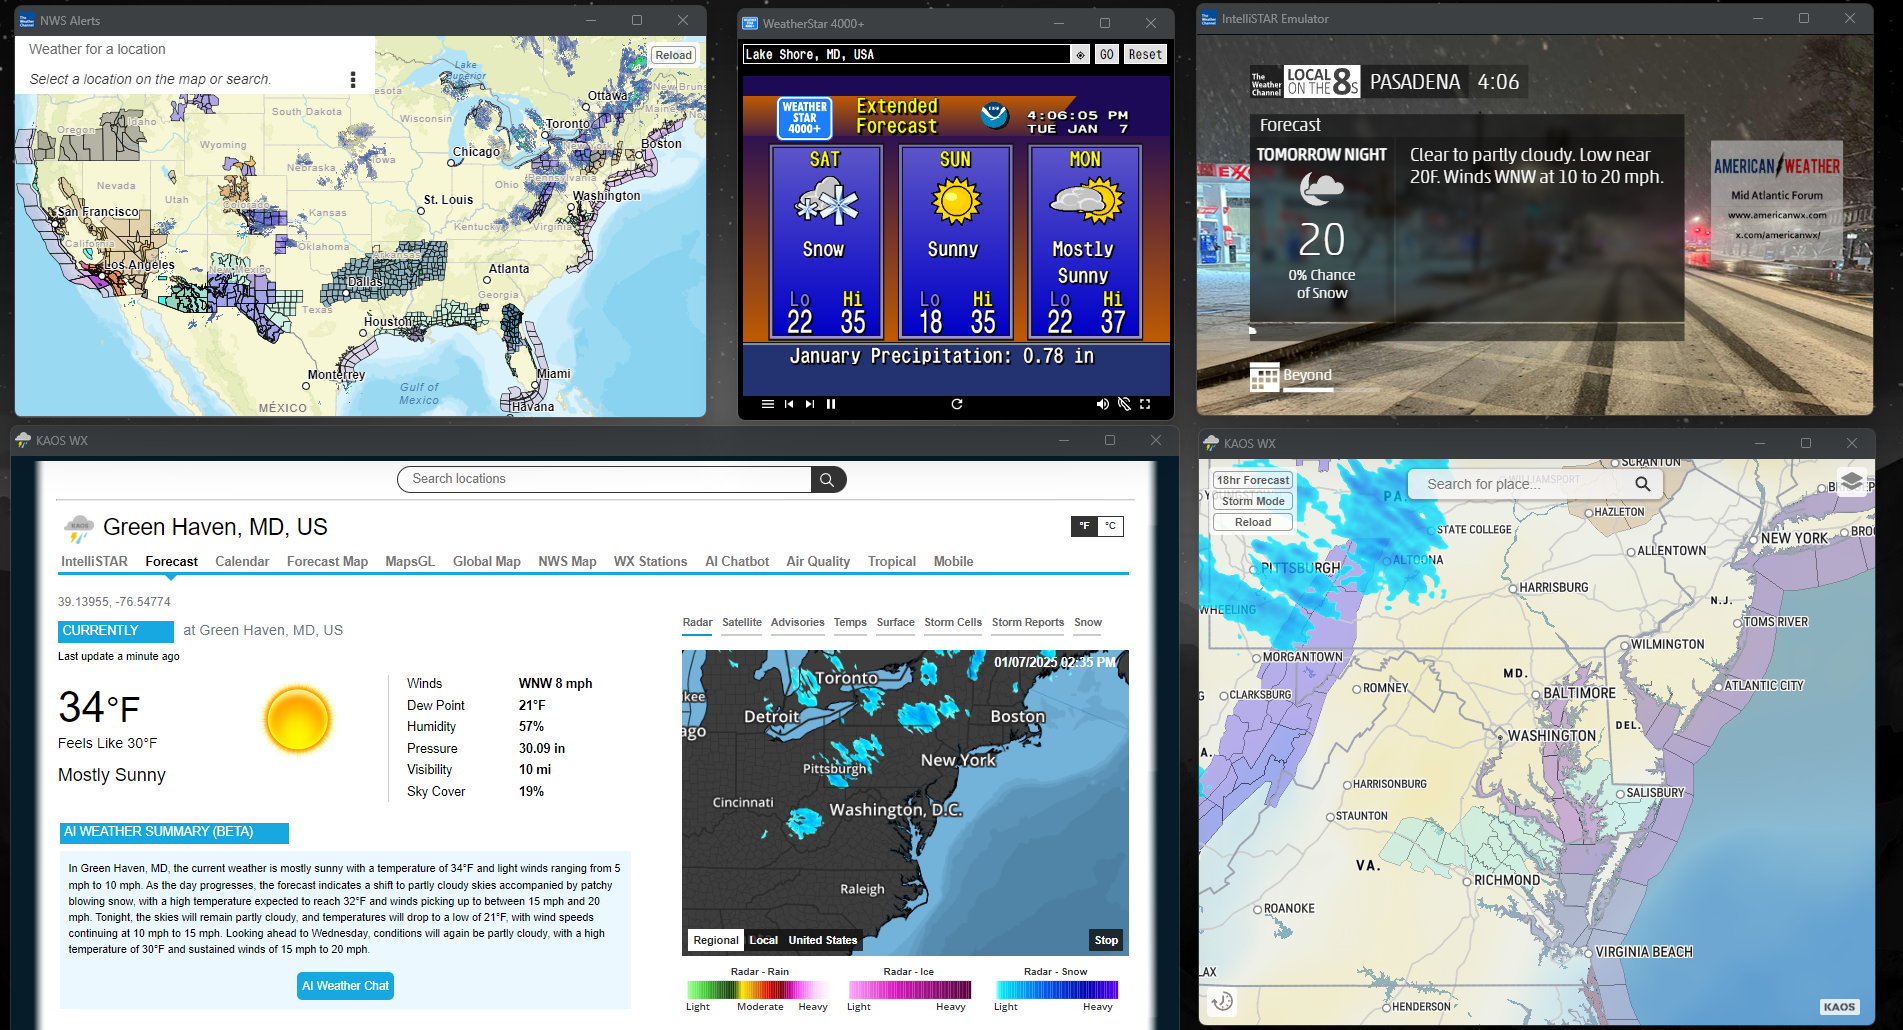 NWS Alerts
Weather for a location
Select a location on the map or search.
Reload
Lake Superior
Ottawa
Toronto
Boston
Chicago
Washington
St. Louis
San Francisco
Los Angeles
Atlanta
Dallas
Houston
Monterrey
Miami
Havana
Gulf of Mexico
MÉXICO
Oregon
Idaho
South Dakota
Wisconsin
Wyoming
Nebraska
Iowa
Nevada
Utah
Colorado
Kansas
Ohio
Pennsylvania
Kentucky
Virginia
California
Oklahoma
Arkansas
New Mexico
Texas
Georgia
WeatherStar 4000+
Lake Shore, MD, USA
GO
Reset
WEATHER STAR 4000+
Extended Forecast
4:06:05 PM
TUE JAN 7
SAT
Snow
Lo Hi
22 35
SUN
Sunny
Lo Hi
18 35
MON
Mostly Sunny
Lo Hi
22 37
January Precipitation: 0.78 in
IntelliSTAR Emulator
The Weather Channel
LOCAL ON THE 8s
PASADENA 4:06
Forecast
TOMORROW NIGHT
20
0% Chance
of Snow
Clear to partly cloudy. Low near
20F. Winds WNW at 10 to 20 mph.
AMERICAN WEATHER
Mid Atlantic Forum
www.americanwx.com
x.com/americanwx/
Beyond
KAOS WX
Search locations
KAOS
Green Haven, MD, US
°F °C
IntelliSTAR Forecast Calendar Forecast Map MapsGL Global Map NWS Map WX Stations AI Chatbot Air Quality Tropical Mobile
39.13955, -76.54774
CURRENTLY at Green Haven, MD, US
Last update a minute ago
34°F
Feels Like 30°F
Mostly Sunny
Winds WNW 8 mph
Dew Point 21°F
Humidity 57%
Pressure 30.09 in
Visibility 10 mi
Sky Cover 19%
AI WEATHER SUMMARY (BETA)
In Green Haven, MD, the current weather is mostly sunny with a temperature of 34°F and light winds ranging from 5
mph to 10 mph. As the day progresses, the forecast indicates a shift to partly cloudy skies accompanied by patchy
blowing snow, with a high temperature expected to reach 32°F and winds picking up to between 15 mph and 20
mph. Tonight, the skies will remain partly cloudy, and temperatures will drop to a low of 21°F, with wind speeds
continuing at 10 mph to 15 mph. Looking ahead to Wednesday, conditions will again be partly cloudy, with a high
temperature of 30°F and sustained winds of 15 mph to 20 mph.
AI Weather Chat
Radar Satellite Advisories Temps Surface Storm Cells Storm Reports Snow
01/07/2025 02:35 PM
Toronto
Detroit
Boston
New York
Pittsburgh
Cincinnati
Washington, D.C.
Raleigh
Regional Local United States
Stop
Radar - Rain
Light Moderate Heavy
Radar - Ice
Light Heavy
Radar - Snow
Light Heavy
KAOS WX
18hr Forecast
Storm Mode
Reload
Search for place...
WILLIAMSPORT
SCRANTON
PA.
HAZLETON
STATE COLLEGE
NEW YORK
ALLENTOWN
ALTOONA
PITTSBURGH
HARRISBURG
N.J.
WHEELING
TOMS RIVER
MORGANTOWN
WILMINGTON
MD.
CLARKSBURG
ROMNEY
BALTIMORE
ATLANTIC CITY
DEL.
WASHINGTON
HARRISONBURG
SALISBURY
STAUNTON
VA.
RICHMOND
ROANOKE
VIRGINIA BEACH
HENDERSON
KAOS